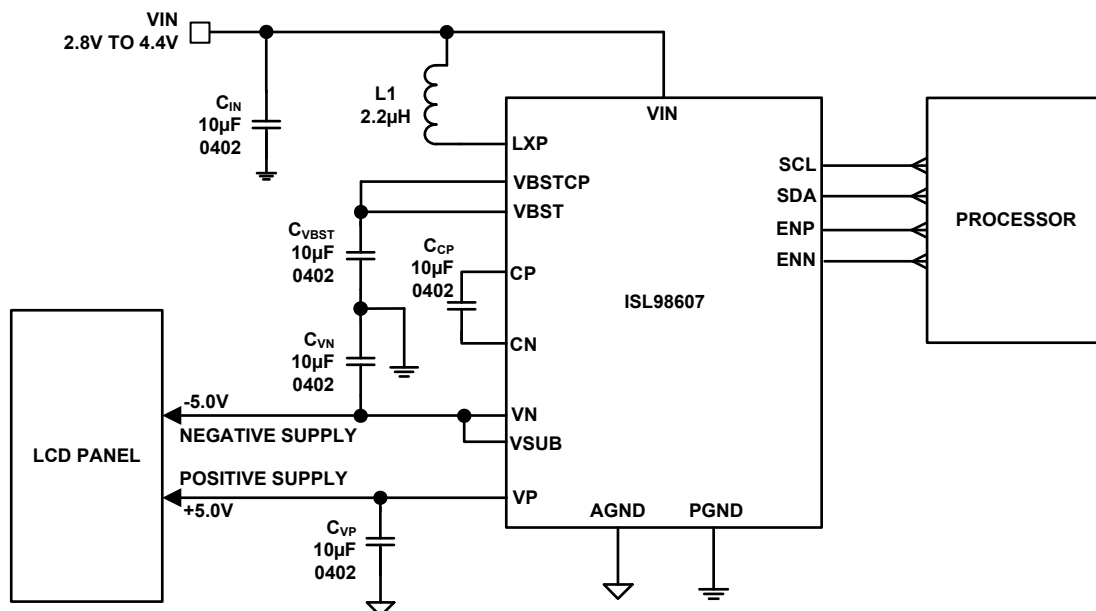 VIN
2.8V TO 4.4V
CIN
10µF
0402
L1
2.2µH
VIN
LXP
VBSTCP
VBST
CVBST
10µF
0402
CCP
10µF
0402
CP
CN
CVN
10µF
0402
ISL98607
SCL
SDA
ENP
ENN
PROCESSOR
-5.0V
NEGATIVE SUPPLY
VN
VSUB
LCD PANEL
POSITIVE SUPPLY
+5.0V
VP
CVP
10µF
0402
AGND
PGND